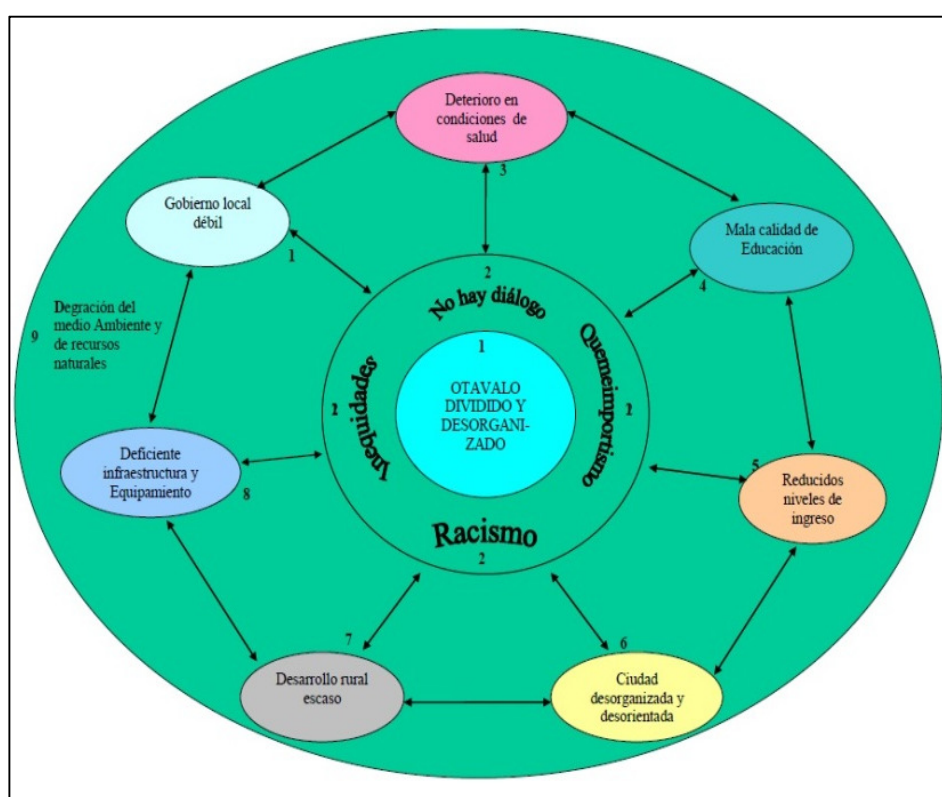 Deterioro en
condiciones de
salud
3
Gobierno local
débil
1
Mala calidad de
Educación
4
2
No hay diálogo
Quemeimportismo
2
Inequidades
2
1
OTAVALO
DIVIDIDO Y
DESORGANI-
ZADO
Racismo
2
9
Degración del
medio Ambiente y
de recursos
naturales
Deficiente
infraestructura y
Equipamiento
8
5
Reducidos
niveles de
ingreso
7
Desarrollo rural
escaso
6
Ciudad
desorganizada y
desorientada